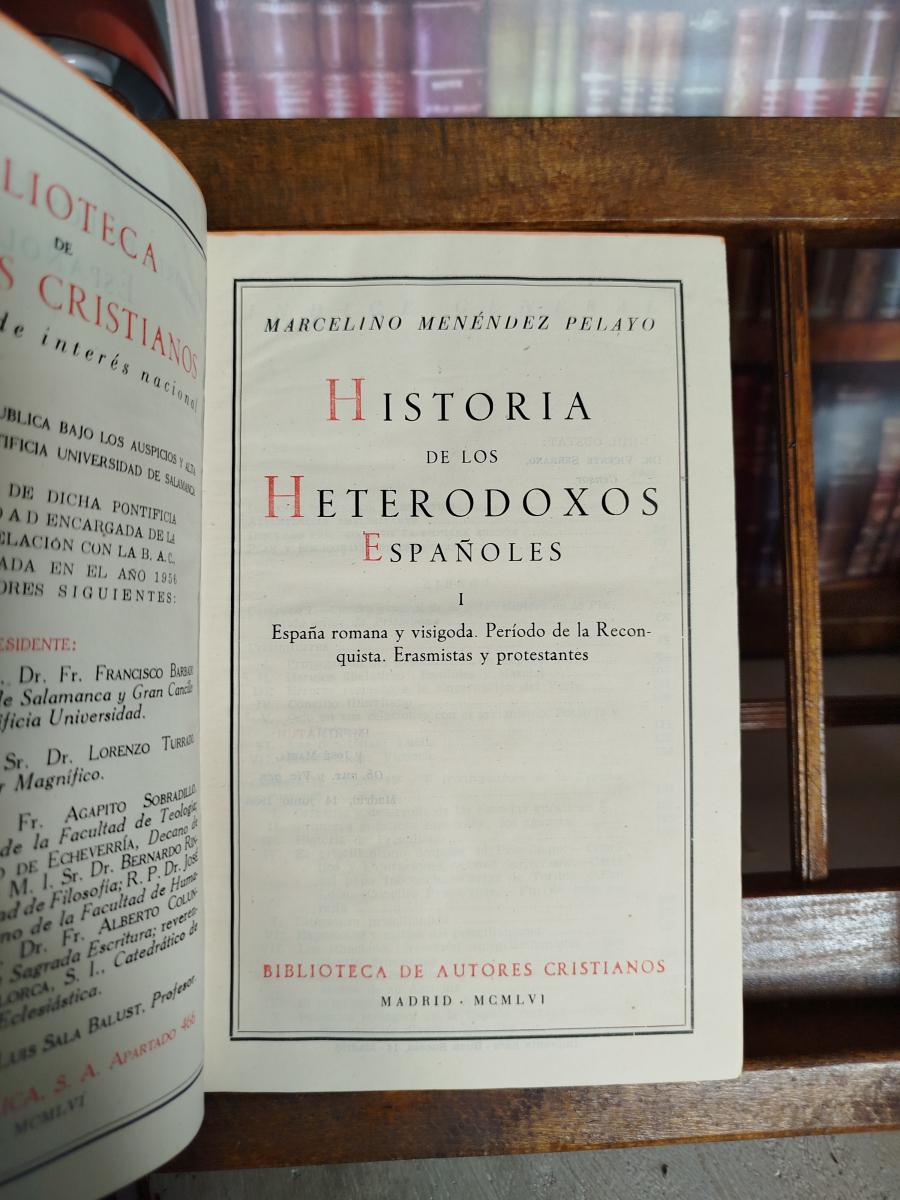 LIOTECA
DE
S CRISTIANOS
de interés nacional
UBLICA BAJO LOS AUSPICIOS Y ALTA
TIFICIA UNIVERSIDAD DE SALAMANCA
DE DICHA PONTIFICIA
D A D ENCARGADA DE LA
ELACIÓN CON LA B. A. C.
ADA EN EL AÑO 1956
ORES SIGUIENTES:
ESIDENTE:
Dr. Fr. FRANCISCO BARBADO
de Salamanca y Gran Canciller
ificia Universidad.
Sr. Dr. LORENZO TURRADO
r Magnífico.
Fr. AGAPITO SOBRADILLO,
de la Facultad de Teología;
O DE ECHEVERRÍA, Decano de
M. I. Sr. Dr. BERNARDO RIN-
ad de Filosofía; R. P. Dr. JOSÉ
no de la Facultad de Huma-
Dr. Fr. ALBERTO COLUN-
Sagrada Escritura; reveren-
LORCA, S. I., Catedrático de
Eclesiástica.
LUIS SALA BALUST, Profesor.
ICA, S. A. APARTADO 466
MCMLVI
MARCELINO MENÉNDEZ PELAYO
HISTORIA
DE LOS
HETERODOXOS
ESPAÑOLES
I
España romana y visigoda. Período de la Recon-
quista. Erasmistas y protestantes
BIBLIOTECA DE AUTORES CRISTIANOS
MADRID · MCMLVI